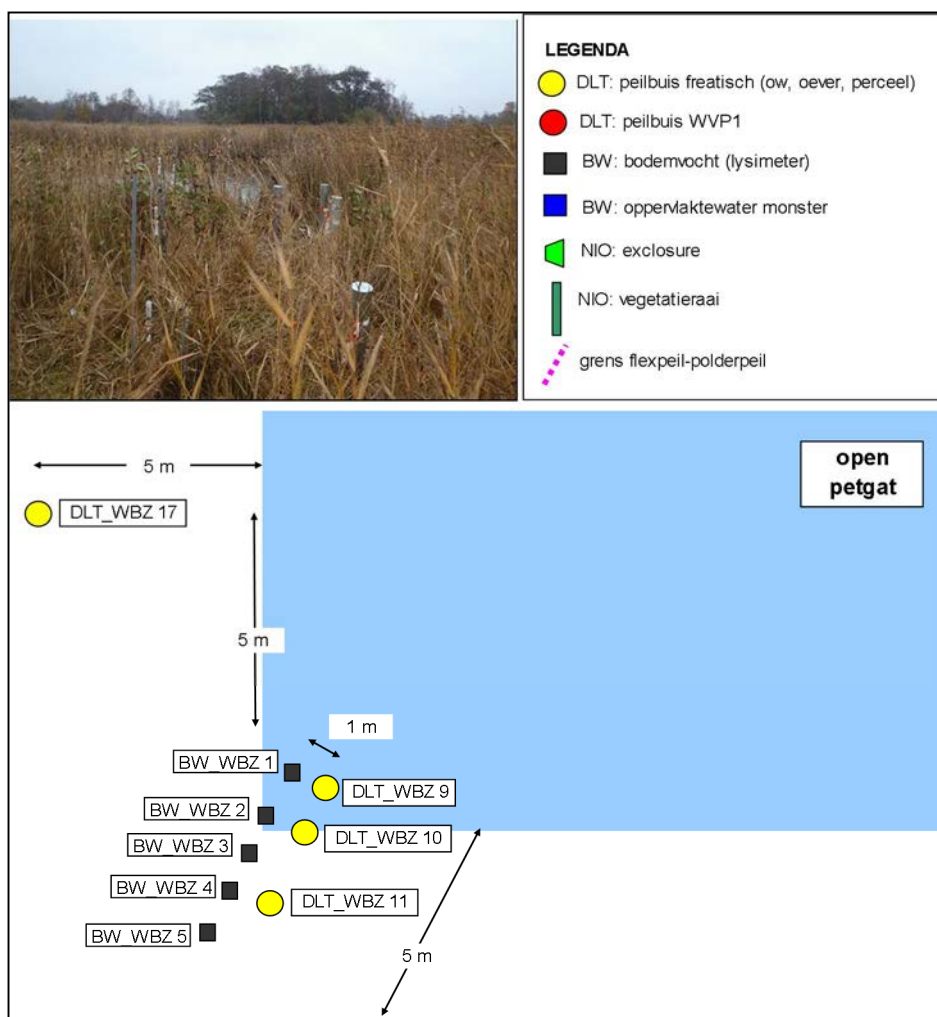 LEGENDA
DLT: peilbuis freatisch (ow, oever, perceel)
DLT: peilbuis WVP1
BW: bodemvocht (lysimeter)
BW: oppervlaktewater monster
NIO: exclosure
NIO: vegetatieraai
grens flexpeil-polderpeil
5 m
open
petgat
DLT_WBZ 17
5 m
1 m
BW_WBZ 1
DLT_WBZ 9
BW_WBZ 2
DLT_WBZ 10
BW_WBZ 3
BW_WBZ 4
DLT_WBZ 11
BW_WBZ 5
5 m